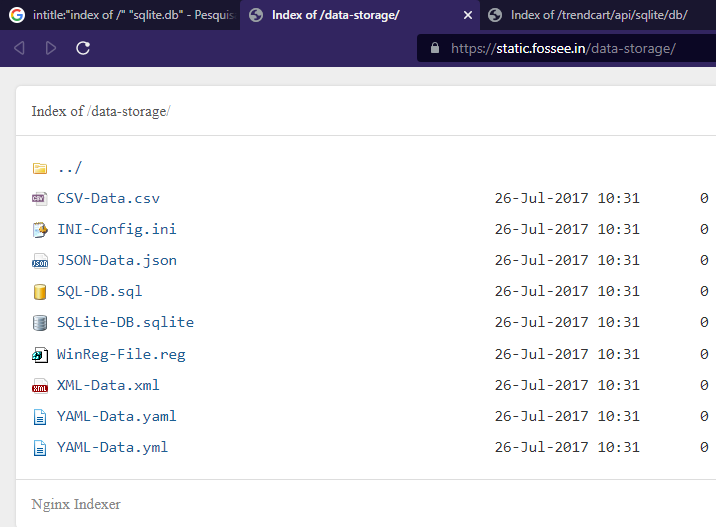 intitle:"index of /" "sqlite.db" - Pesquis
Index of /data-storage/
Index of /trendcart/api/sqlite/db/
https://static.fossee.in/data-storage/
Index of /data-storage/
../
CSV-Data.csv 26-Jul-2017 10:31 0
INI-Config.ini 26-Jul-2017 10:31 0
JSON-Data.json 26-Jul-2017 10:31 0
SQL-DB.sql 26-Jul-2017 10:31 0
SQLite-DB.sqlite 26-Jul-2017 10:31 0
WinReg-File.reg 26-Jul-2017 10:31 0
XML-Data.xml 26-Jul-2017 10:31 0
YAML-Data.yaml 26-Jul-2017 10:31 0
YAML-Data.yml 26-Jul-2017 10:31 0
Nginx Indexer